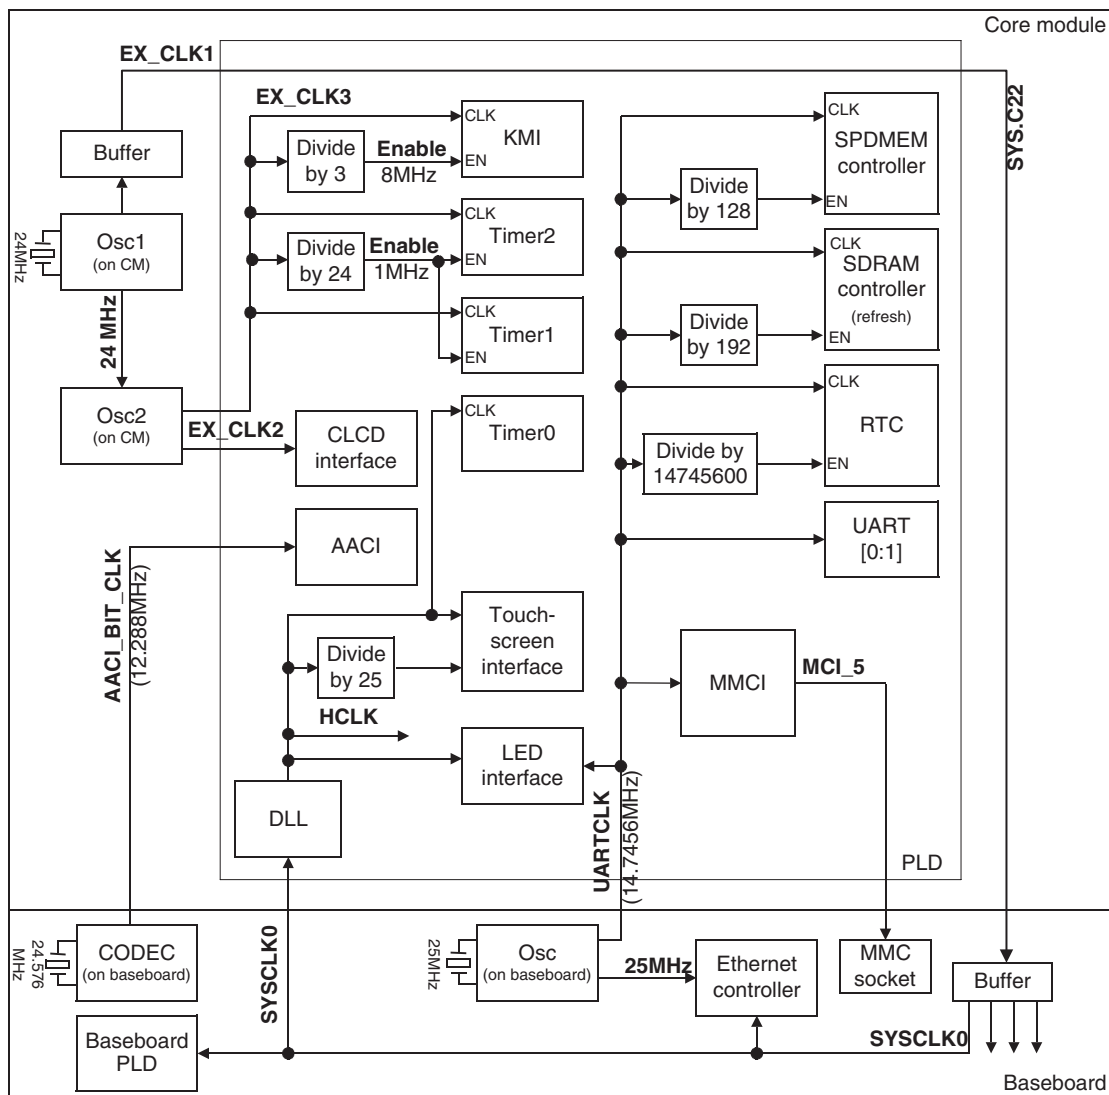 Core module
EX_CLK1
SYS.C22
Buffer
Osc1
(on CM)
24MHz
24 MHz
Osc2
(on CM)
EX_CLK3
Divide
by 3
Enable
8MHz
CLK
KMI
EN
Divide
by 24
Enable
1MHz
CLK
Timer2
EN
CLK
Timer1
EN
EX_CLK2
CLCD
interface
CLK
Timer0
AACI_BIT_CLK
(12.288MHz)
AACI
Touch-
screen
interface
Divide
by 25
HCLK
LED
interface
DLL
CLK
SPDMEM
controller
Divide
by 128
EN
CLK
SDRAM
controller
(refresh)
Divide
by 192
EN
CLK
RTC
Divide by
14745600
EN
UART
[0:1]
MMCI
MCI_5
UARTCLK
(14.7456MHz)
PLD
24.576
MHz
CODEC
(on baseboard)
SYSCLK0
25MHz
Osc
(on baseboard)
25MHz
Ethernet
controller
MMC
socket
Buffer
SYSCLK0
Baseboard
PLD
Baseboard